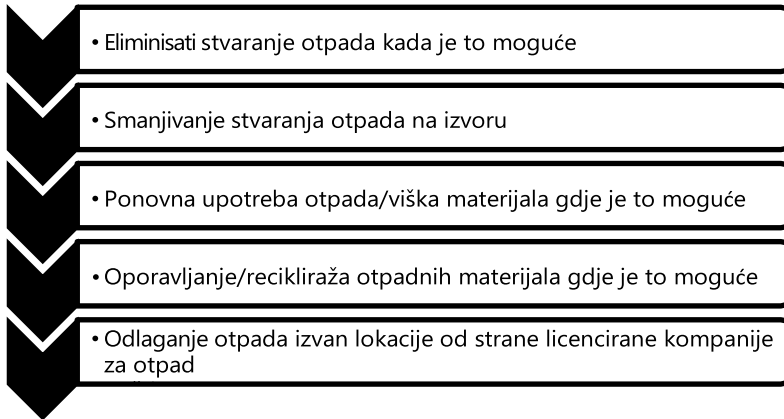 • Eliminisati stvaranje otpada kada je to moguće
• Smanjivanje stvaranja otpada na izvoru
• Ponovna upotreba otpada/viška materijala gdje je to moguće
• Oporavljanje/recikliraža otpadnih materijala gdje je to moguće
• Odlaganje otpada izvan lokacije od strane licencirane kompanije
za otpad